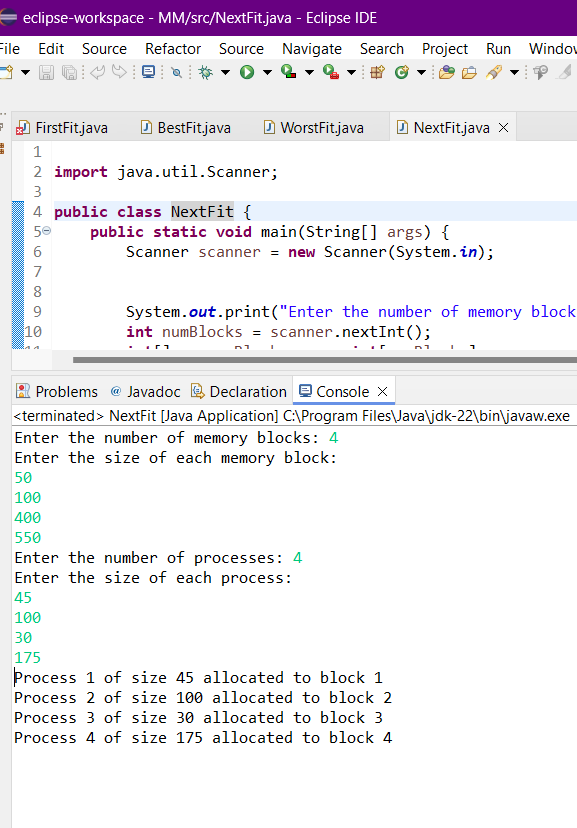 eclipse-workspace - MM/src/NextFit.java - Eclipse IDE
File Edit Source Refactor Source Navigate Search Project Run Window
FirstFit.java BestFit.java WorstFit.java NextFit.java
1
2 import java.util.Scanner;
3
4 public class NextFit {
5 public static void main(String[] args) {
6 Scanner scanner = new Scanner(System.in);
7
8
9 System.out.print("Enter the number of memory block
10 int numBlocks = scanner.nextInt();
Problems Javadoc Declaration Console
<terminated> NextFit [Java Application] C:\Program Files\Java\jdk-22\bin\javaw.exe
Enter the number of memory blocks: 4
Enter the size of each memory block:
50
100
400
550
Enter the number of processes: 4
Enter the size of each process:
45
100
30
175
Process 1 of size 45 allocated to block 1
Process 2 of size 100 allocated to block 2
Process 3 of size 30 allocated to block 3
Process 4 of size 175 allocated to block 4